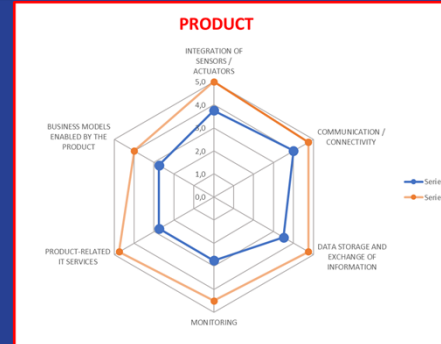 PRODUCT
INTEGRATION OF
SENSORS /
ACTUATORS
5,0
4,0
3,0
2,0
1,0
0,0
COMMUNICATION /
CONNECTIVITY
DATA STORAGE AND
EXCHANGE OF
INFORMATION
MONITORING
PRODUCT-RELATED
IT SERVICES
BUSINESS MODELS
ENABLED BY THE
PRODUCT
Serie
Serie